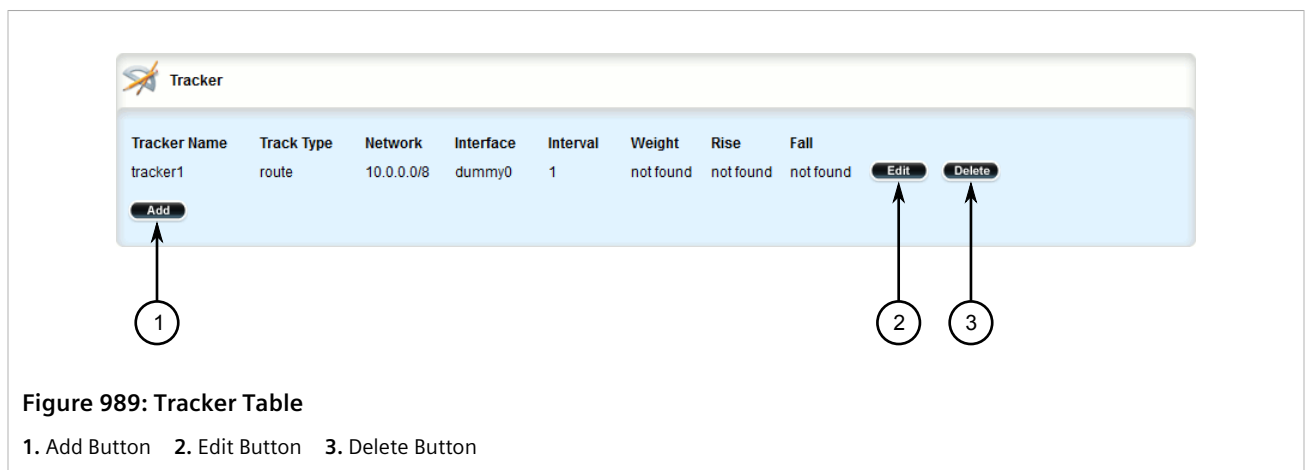 Tracker
Tracker Name Track Type Network Interface Interval Weight Rise Fall
tracker1 route 10.0.0.0/8 dummy0 1 not found not found not found Edit Delete
Add
1 2 3
Figure 989: Tracker Table
1. Add Button 2. Edit Button 3. Delete Button